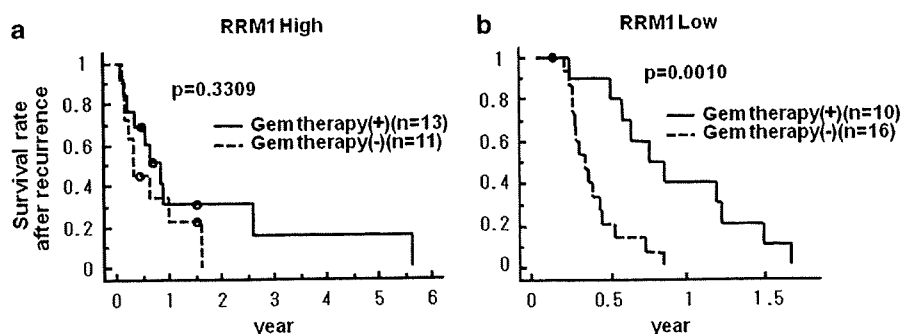 a
RRM1 High
Survival rate
after recurrence
1
0.8
0.6
0.4
0.2
0
p=0.3309
Gem therapy(+)(n=13)
Gem therapy(-)(n=11)
0 1 2 3 4 5 6
year
b
RRM1 Low
1
0.8
0.6
0.4
0.2
0
p=0.0010
Gem therapy(+)(n=10)
Gem therapy(-)(n=16)
0 0.5 1 1.5
year